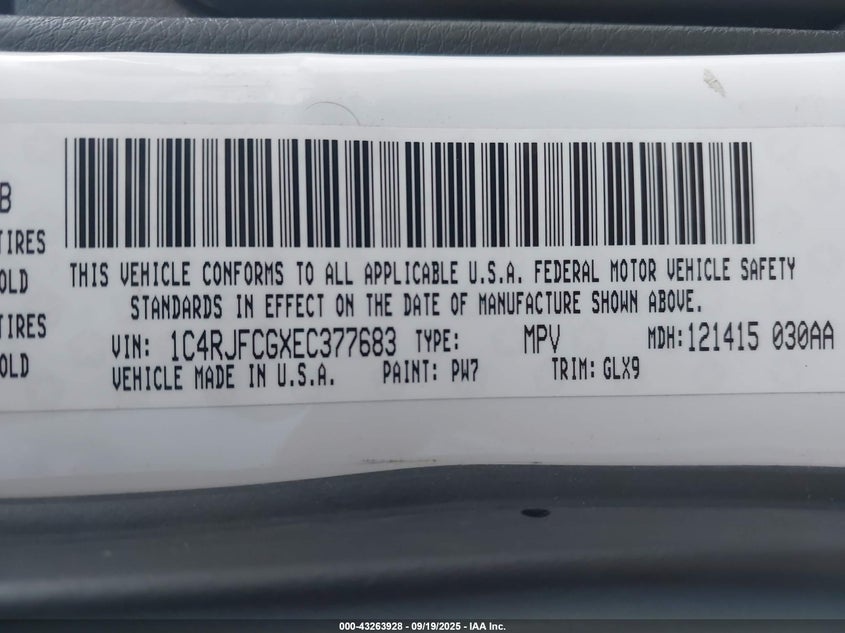 B
TIRES
OLD
TIRES
OLD
THIS VEHICLE CONFORMS TO ALL APPLICABLE U.S.A. FEDERAL MOTOR VEHICLE SAFETY
STANDARDS IN EFFECT ON THE DATE OF MANUFACTURE SHOWN ABOVE.
VIN: 1C4RJFCGXEC377683 TYPE: MPV MDH: 121415 030AA
VEHICLE MADE IN U.S.A. PAINT: PW7 TRIM: GLX9
000-43263928 - 09/19/2025 - IAA Inc.